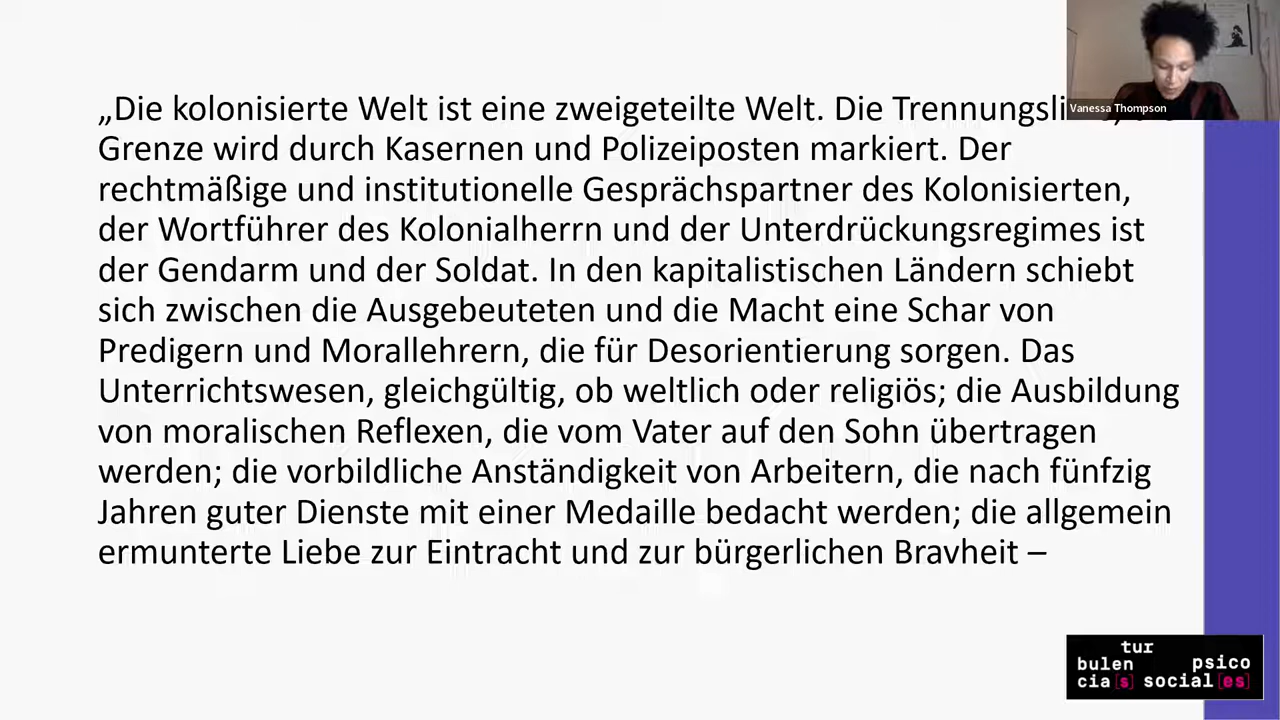 „Die kolonisierte Welt ist eine zweigeteilte Welt. Die
Grenze wird durch Kasernen und Polizeiposten markiert. Der
rechtmäßige und institutionelle Gesprächspartner des Kolonisierten,
der Wortführer des Kolonialherrn und der Unterdrückungsregimes ist
der Gendarm und der Soldat. In den kapitalistischen Ländern schiebt
sich zwischen die Ausgebeuteten und die Macht eine Schar von
Predigern und Morallehrern, die für Desorientierung sorgen. Das
Unterrichtswesen, gleichgültig, ob weltlich oder religiös; die Ausbildung
von moralischen Reflexen, die vom Vater auf den Sohn übertragen
werden; die vorbildliche Anständigkeit von Arbeitern, die nach fünfzig
Jahren guter Dienste mit einer Medaille bedacht werden; die allgemein
ermunterte Liebe zur Eintracht und zur bürgerlichen Bravheit –
Vanessa Thompson
tur
bulen psico
cia[s] social[es]